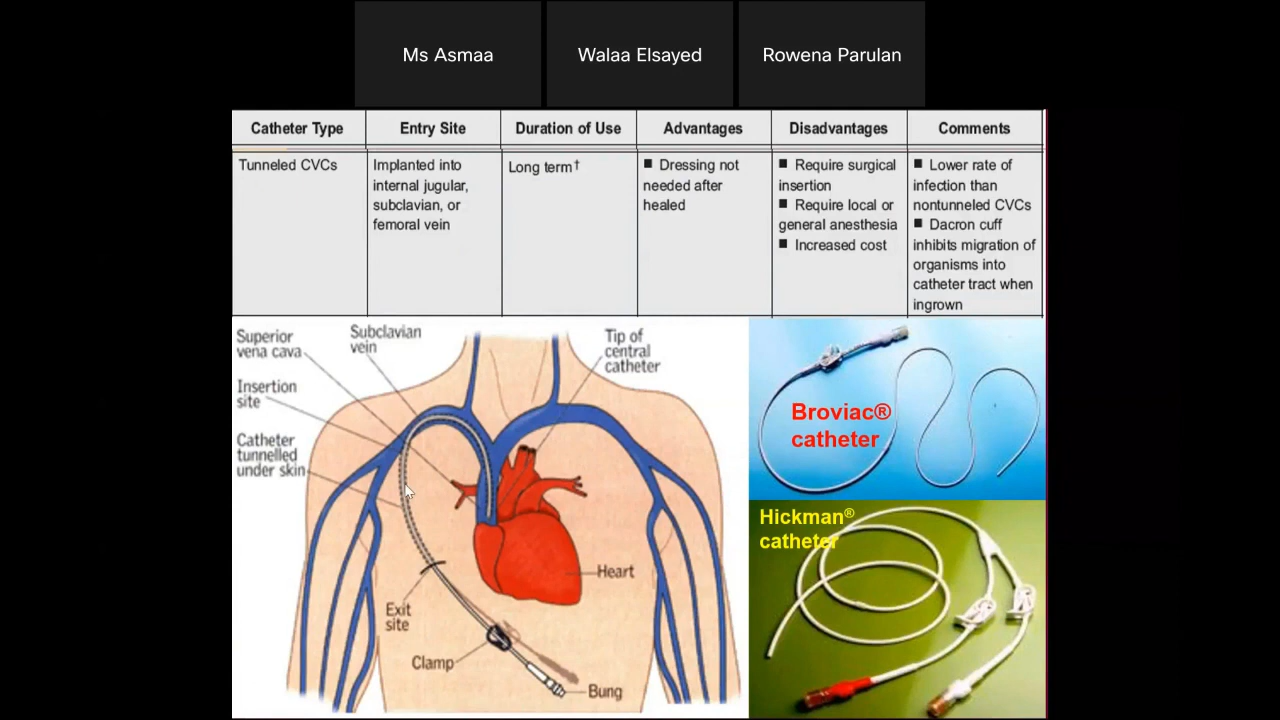 Ms Asmaa
Walaa Elsayed
Rowena Parulan
Catheter Type
Entry Site
Duration of Use
Advantages
Disadvantages
Comments
Tunneled CVCs
Implanted into
internal jugular,
subclavian, or
femoral vein
Long term†
■ Dressing not
needed after
healed
■ Require surgical
insertion
■ Require local or
general anesthesia
■ Increased cost
■ Lower rate of
infection than
nontunneled CVCs
■ Dacron cuff
inhibits migration of
organisms into
catheter tract when
ingrown
Superior
vena cava
Subclavian
vein
Tip of
central
catheter
Insertion
site
Catheter
tunnelled
under skin
Heart
Exit
site
Clamp
Bung
Broviac®
catheter
Hickman®
catheter